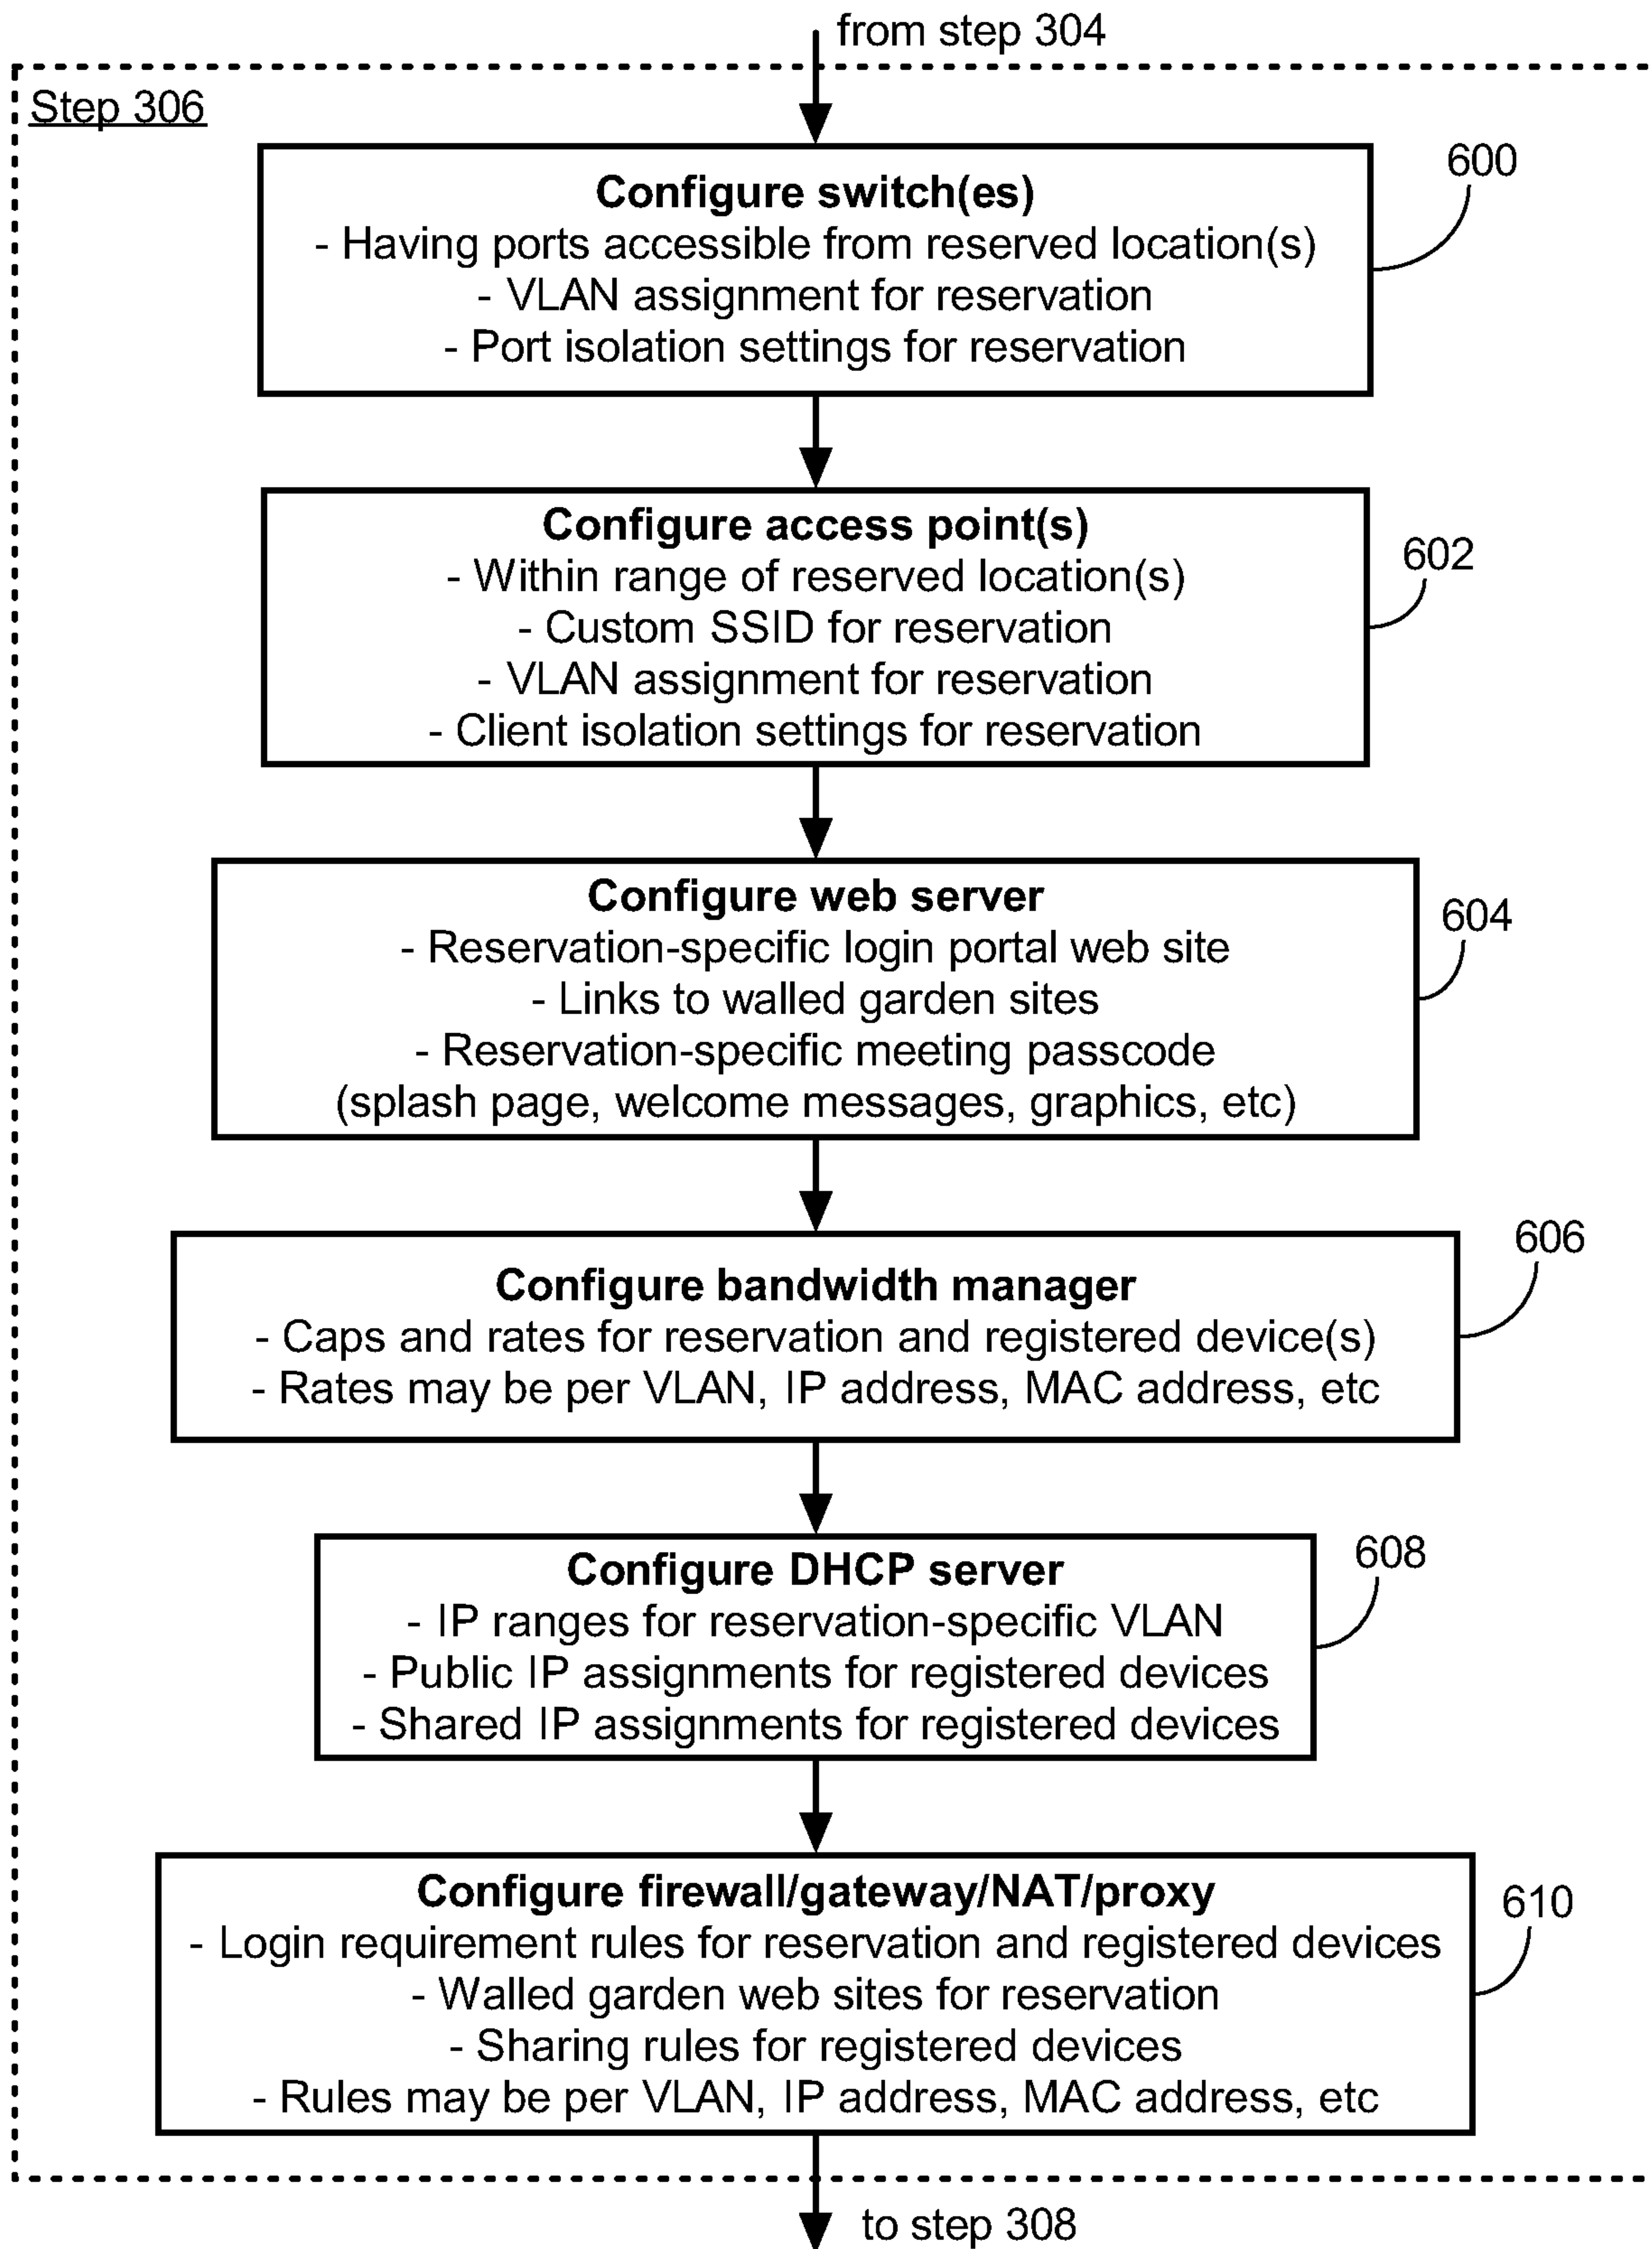 from step 304
Step 306
Configure switch(es)
- Having ports accessible from reserved location(s)
- VLAN assignment for reservation
- Port isolation settings for reservation
600
Configure access point(s)
- Within range of reserved location(s)
- Custom SSID for reservation
- VLAN assignment for reservation
- Client isolation settings for reservation
602
Configure web server
- Reservation-specific login portal web site
- Links to walled garden sites
- Reservation-specific meeting passcode
(splash page, welcome messages, graphics, etc)
604
Configure bandwidth manager
- Caps and rates for reservation and registered device(s)
- Rates may be per VLAN, IP address, MAC address, etc
606
Configure DHCP server
- IP ranges for reservation-specific VLAN
- Public IP assignments for registered devices
- Shared IP assignments for registered devices
608
Configure firewall/gateway/NAT/proxy
- Login requirement rules for reservation and registered devices
- Walled garden web sites for reservation
- Sharing rules for registered devices
- Rules may be per VLAN, IP address, MAC address, etc
610
to step 308